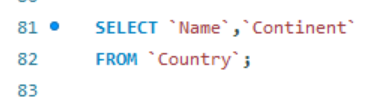 81 SELECT `Name`,`Continent`
82 FROM `Country`;
83